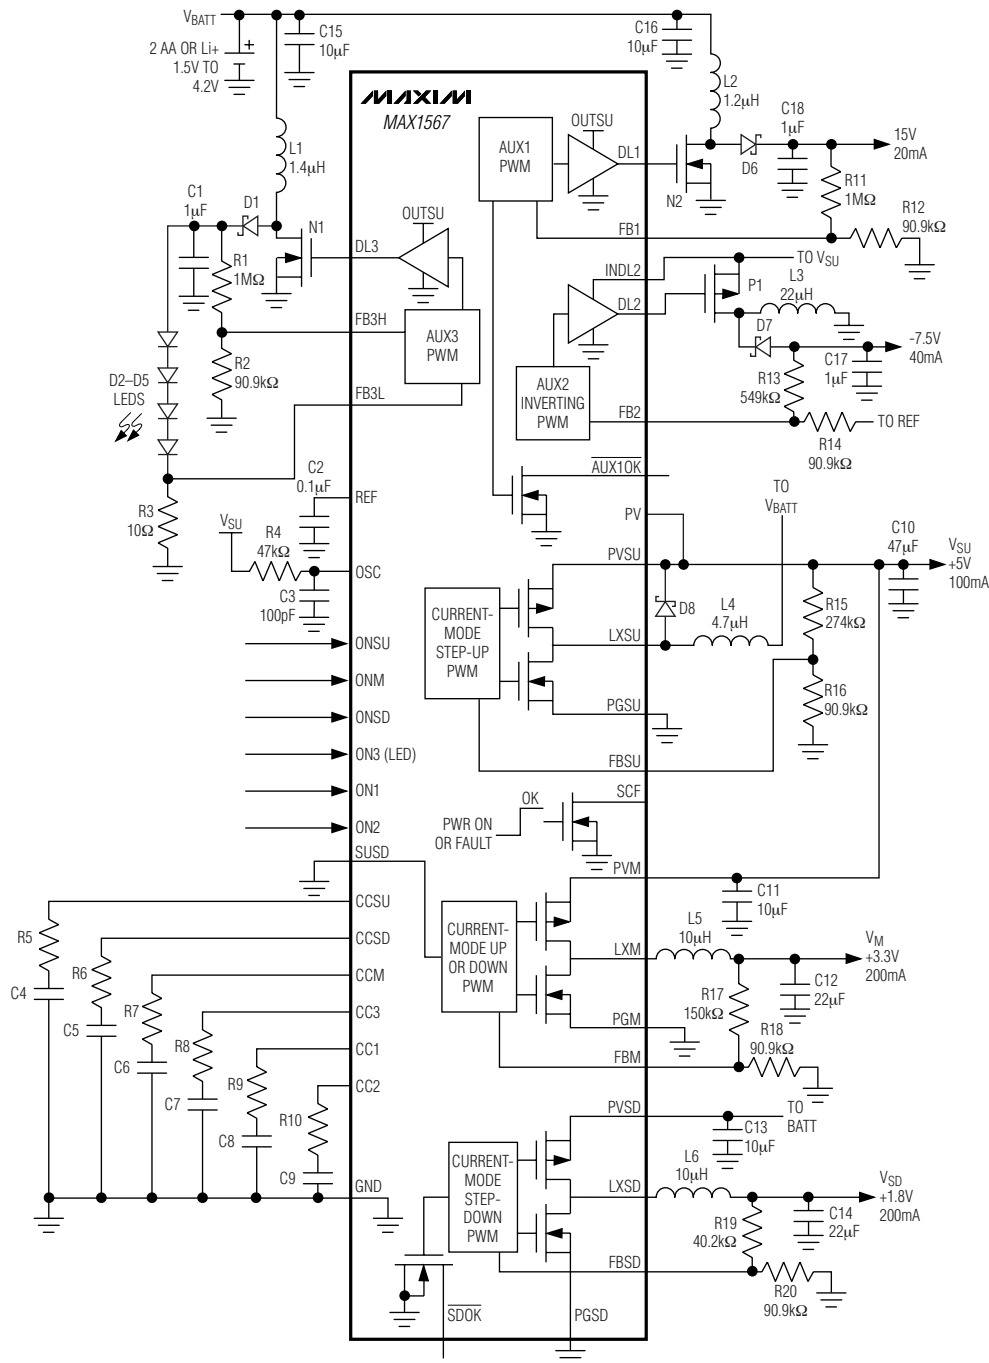 VBATT
2 AA OR Li+
1.5V TO
4.2V
C15
10μF
C16
10μF
MAXIM
MAX1567
L1
1.4μH
L2
1.2μH
AUX1
PWM
OUTSU
DL1
N2
D6
C18
1μF
15V
20mA
R11
1MΩ
R12
90.9kΩ
FB1
C1
1μF
D1
N1
OUTSU
DL3
R1
1MΩ
FB3H
AUX3
PWM
R2
90.9kΩ
FB3L
D2–D5
LEDS
INDL2
TO VSU
DL2
P1
L3
22μH
D7
-7.5V
40mA
C17
1μF
R13
549kΩ
AUX2
INVERTING
PWM
FB2
TO REF
R14
90.9kΩ
AUX1OK
C2
0.1μF
REF
R3
10Ω
VSU
R4
47kΩ
OSC
C3
100pF
PV
TO
VBATT
PVSU
C10
47μF
VSU
+5V
100mA
CURRENT-
MODE
STEP-UP
PWM
D8
L4
4.7μH
R15
274kΩ
LXSU
R16
90.9kΩ
PGSU
FBSU
ONSU
ONM
ONSD
ON3 (LED)
ON1
ON2
SUSD
SCF
OK
PWR ON
OR FAULT
PVM
C11
10μF
CURRENT-
MODE UP
OR DOWN
PWM
LXM
L5
10μH
VM
+3.3V
200mA
R17
150kΩ
C12
22μF
PGM
R18
90.9kΩ
FBM
CCSU
CCSD
CCM
CC3
CC1
CC2
R5
C4
R6
C5
R7
C6
R8
C7
R9
C8
R10
C9
GND
PVSD
TO
BATT
C13
10μF
CURRENT-
MODE
STEP-
DOWN
PWM
LXSD
L6
10μH
VSD
+1.8V
200mA
R19
40.2kΩ
C14
22μF
FBSD
R20
90.9kΩ
SDOK
PGSD